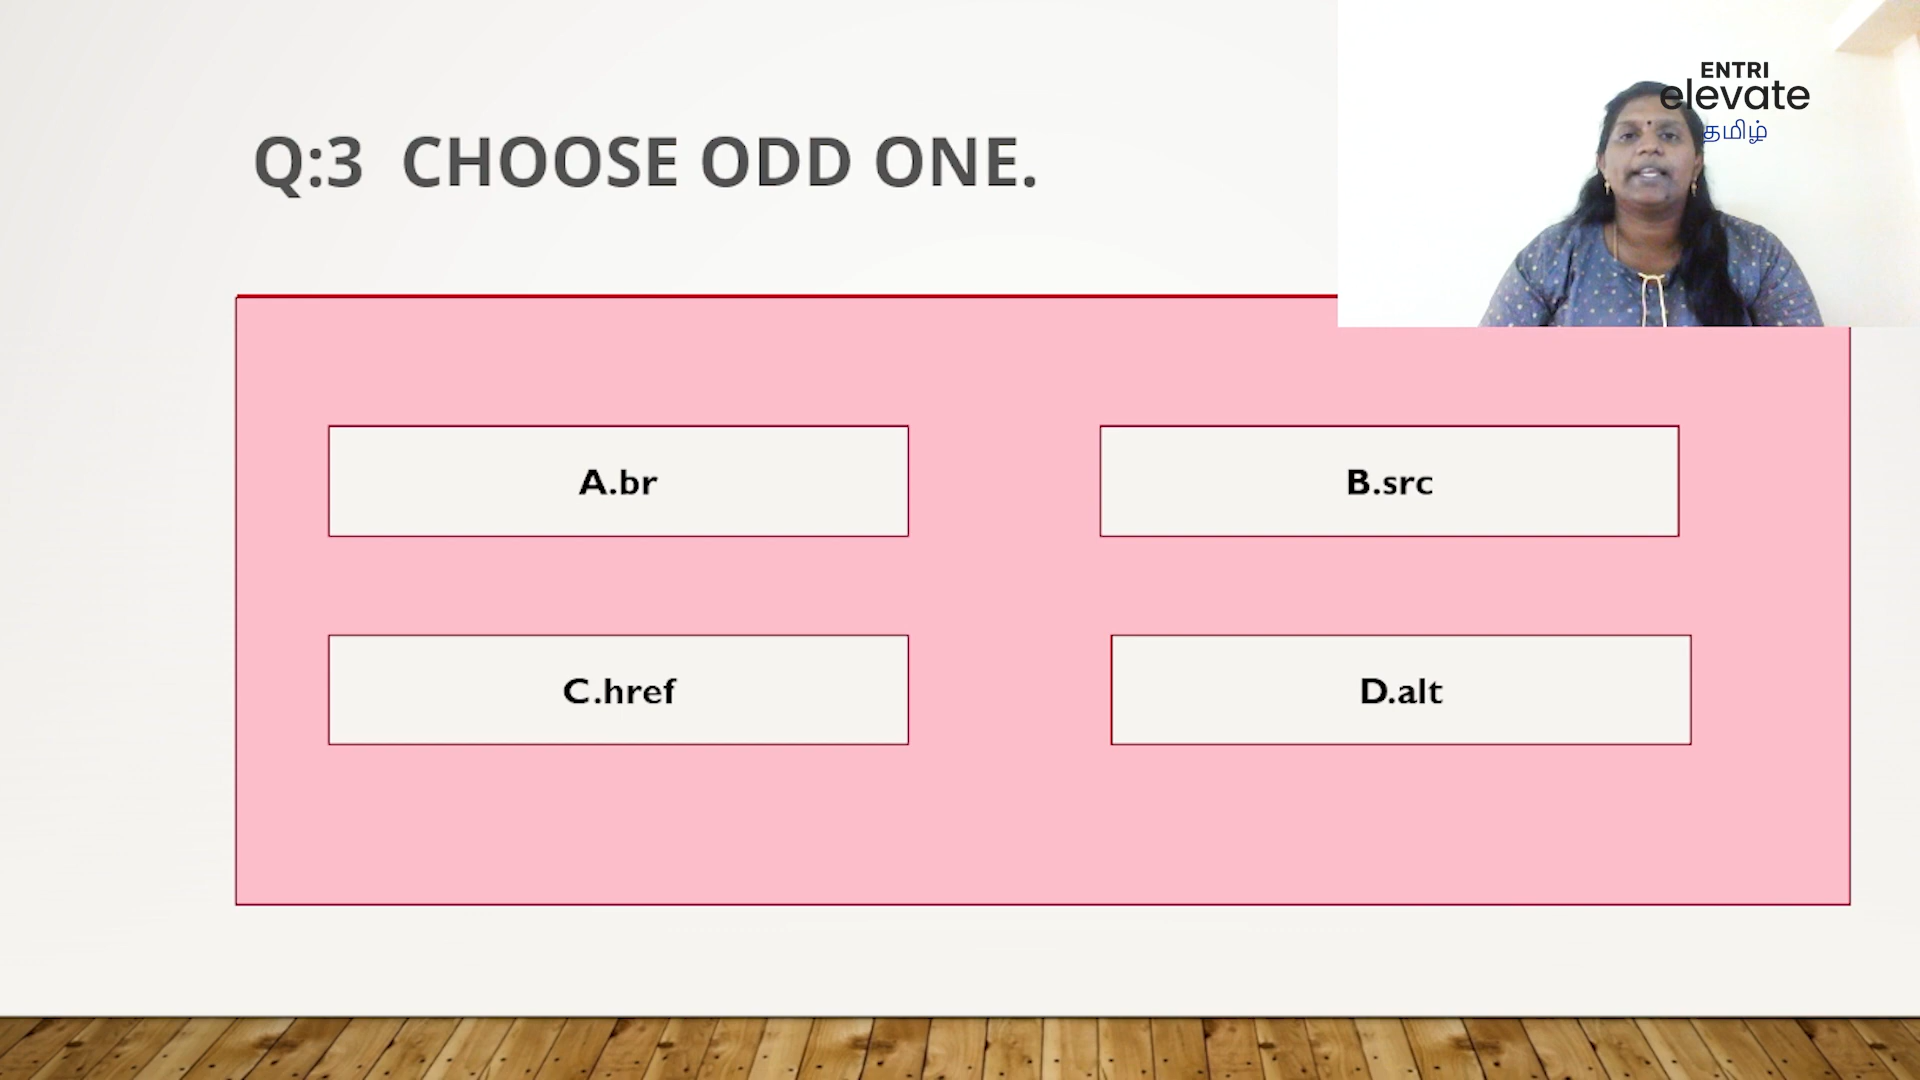 Q:3 CHOOSE ODD ONE.
ENTRI
elevate
தமிழ்
A.br
B.src
C.href
D.alt